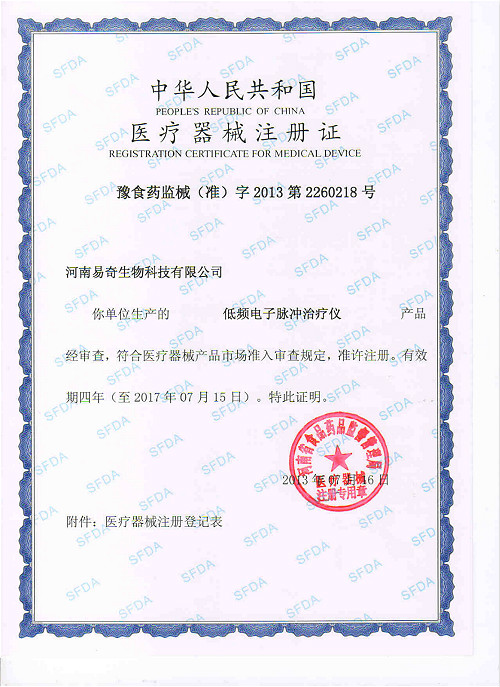 中华人民共和国
PEOPLE'S REPUBLIC OF CHINA
医疗器械注册证
REGISTRATION CERTIFICATE FOR MEDICAL DEVICE
豫食药监械（准）字 2013 第 2260218 号
河南易奇生物科技有限公司
你单位生产的 低频电子脉冲治疗仪 产品
经审查，符合医疗器械产品市场准入审查规定，准许注册。有效
期四年（至 2017 年 07 月 15 日）。特此证明。
河南省食品药品监督管理局
2013 年 07 月 16 日
医疗器械
注册专用章
附件：医疗器械注册登记表
SFDA